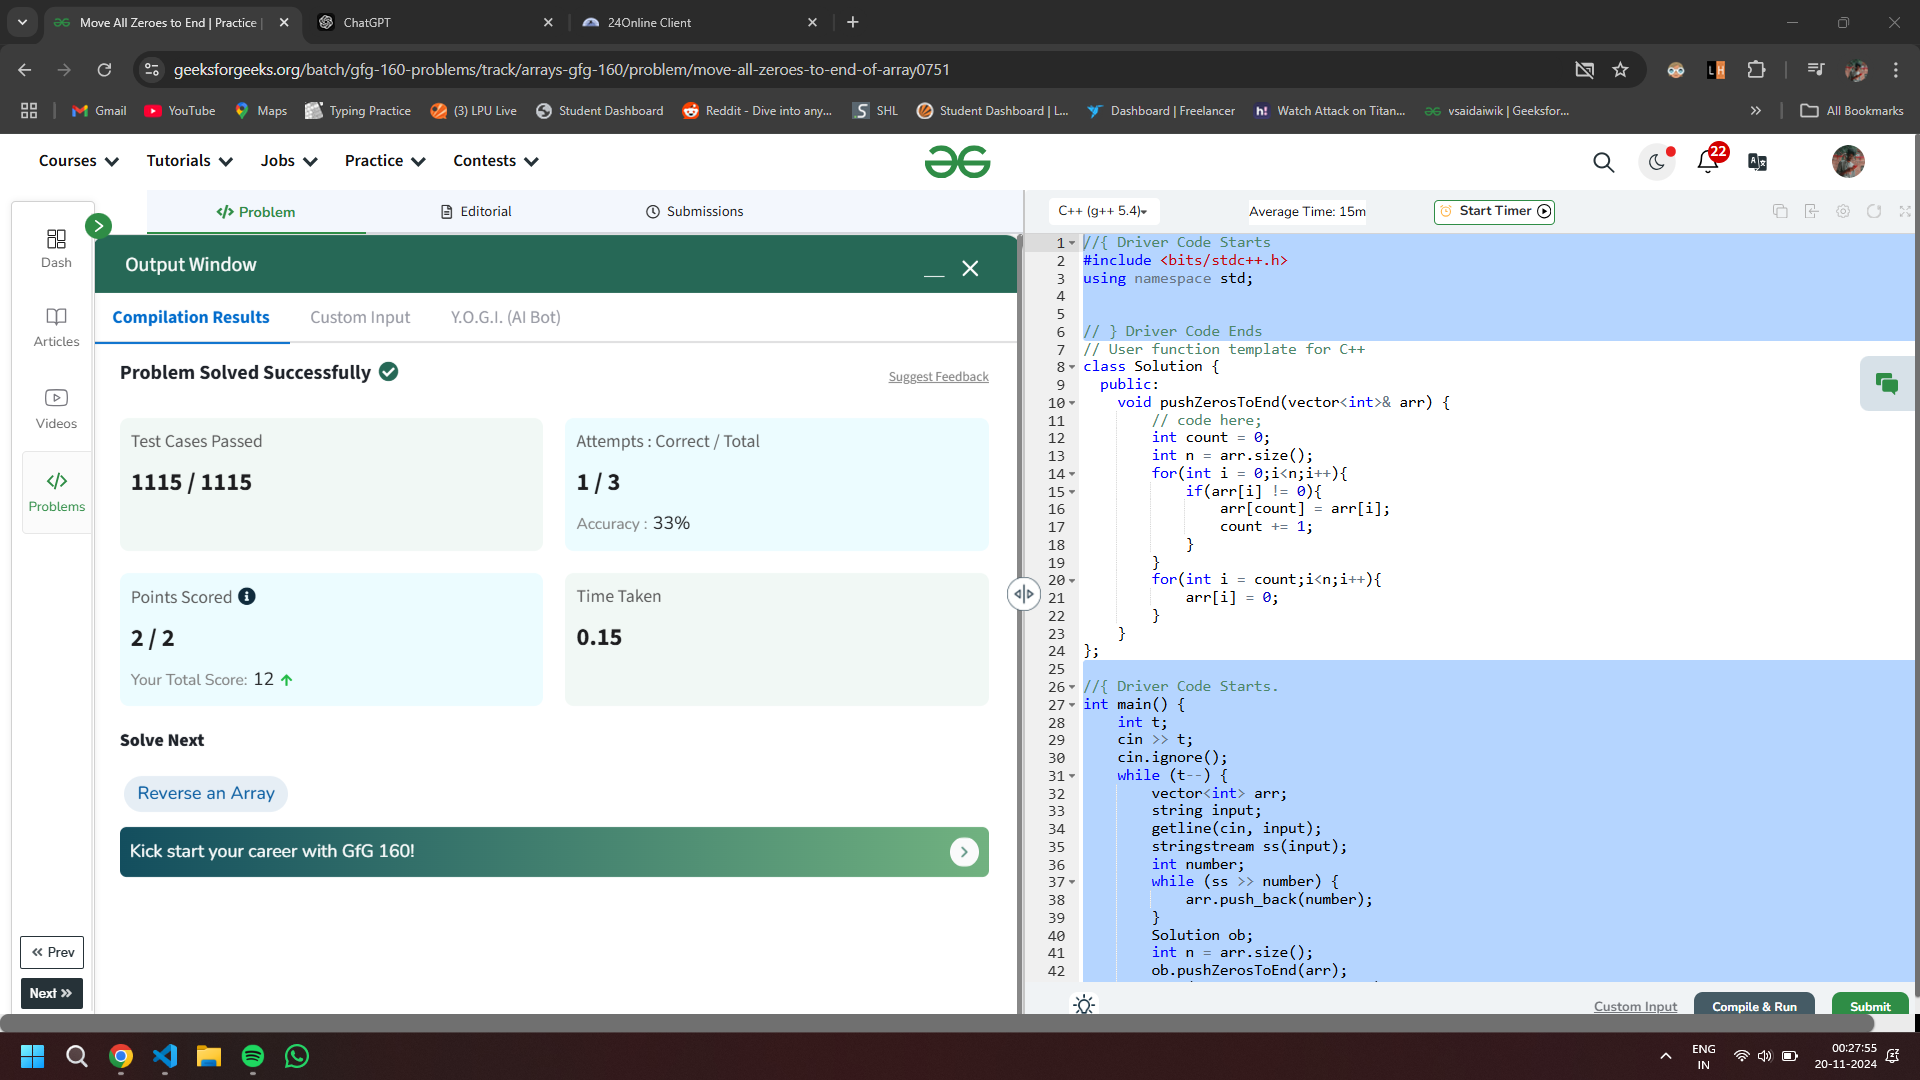 Move All Zeroes to End | Practice |
ChatGPT
24Online Client
geeksforgeeks.org/batch/gfg-160-problems/track/arrays-gfg-160/problem/move-all-zeroes-to-end-of-array0751
Gmail
YouTube
Maps
Typing Practice
(3) LPU Live
Student Dashboard
Reddit - Dive into any...
SHL
Student Dashboard | L...
Dashboard | Freelancer
Watch Attack on Titan...
vsaidaiwik | Geeksfor...
All Bookmarks
Courses
Tutorials
Jobs
Practice
Contests
22
Dash
Articles
Videos
Problems
Prev
Next
Problem
Editorial
Submissions
Output Window
Compilation Results
Custom Input
Y.O.G.I. (AI Bot)
Problem Solved Successfully
Suggest Feedback
Test Cases Passed
1115 / 1115
Attempts : Correct / Total
1 / 3
Accuracy : 33%
Points Scored
2 / 2
Your Total Score: 12
Time Taken
0.15
Solve Next
Reverse an Array
Kick start your career with GfG 160!
C++ (g++ 5.4)
Average Time: 15m
Start Timer
1 //{ Driver Code Starts
2 #include <bits/stdc++.h>
3 using namespace std;
4
5
6 // } Driver Code Ends
7 // User function template for C++
8 class Solution {
9 public:
10 void pushZerosToEnd(vector<int>& arr) {
11 // code here;
12 int count = 0;
13 int n = arr.size();
14 for(int i = 0;i<n;i++){
15 if(arr[i] != 0){
16 arr[count] = arr[i];
17 count += 1;
18 }
19 }
20 for(int i = count;i<n;i++){
21 arr[i] = 0;
22 }
23 }
24 };
25
26 //{ Driver Code Starts.
27 int main() {
28 int t;
29 cin >> t;
30 cin.ignore();
31 while (t--) {
32 vector<int> arr;
33 string input;
34 getline(cin, input);
35 stringstream ss(input);
36 int number;
37 while (ss >> number) {
38 arr.push_back(number);
39 }
40 Solution ob;
41 int n = arr.size();
42 ob.pushZerosToEnd(arr);
Custom Input
Compile & Run
Submit
ENG
IN
00:27:55
20-11-2024